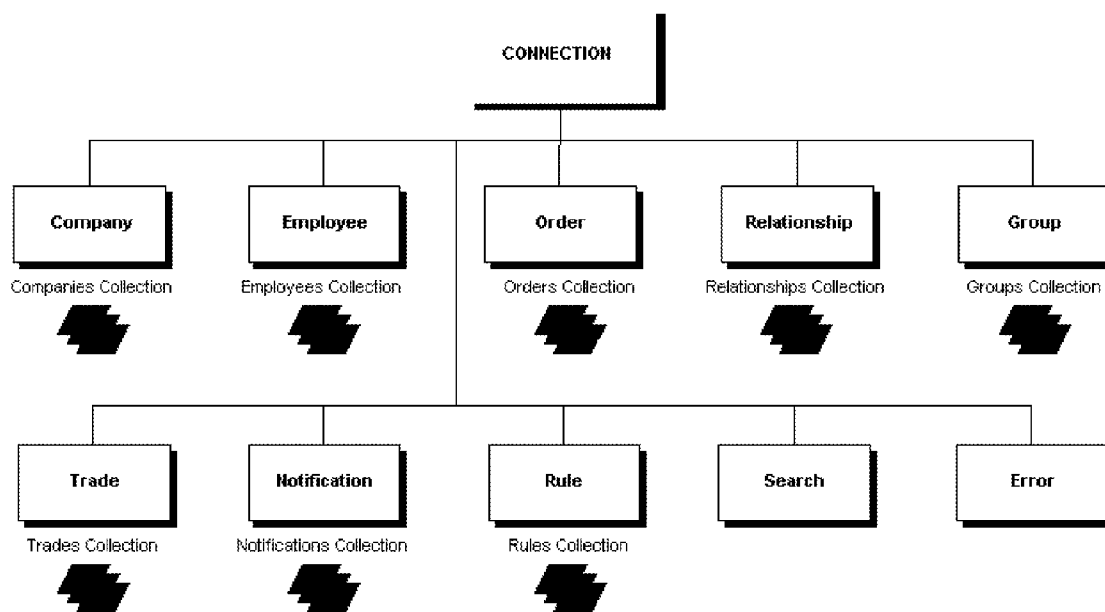 CONNECTION
Company
Employee
Order
Relationship
Group
Companies Collection
Employees Collection
Orders Collection
Relationships Collection
Groups Collection
Trade
Notification
Rule
Search
Error
Trades Collection
Notifications Collection
Rules Collection